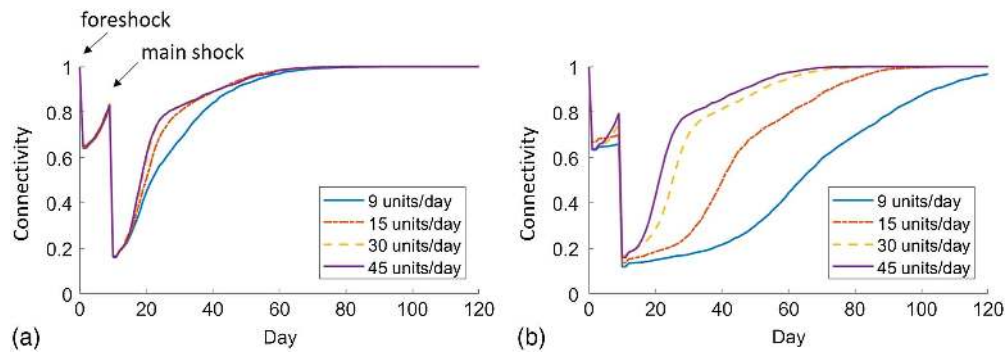 foreshock
main shock
1
0.8
0.6
0.4
0.2
0
Connectivity
9 units/day
15 units/day
30 units/day
45 units/day
0 20 40 60 80 100 120
Day
(a)
1
0.8
0.6
0.4
0.2
0
Connectivity
9 units/day
15 units/day
30 units/day
45 units/day
0 20 40 60 80 100 120
Day
(b)